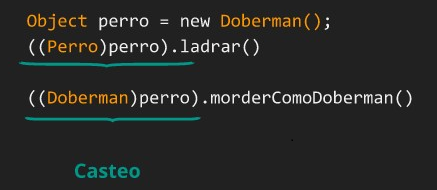 Object perro = new Doberman();
((Perro)perro).ladrar()
((Doberman)perro).morderComoDoberman()
Casteo